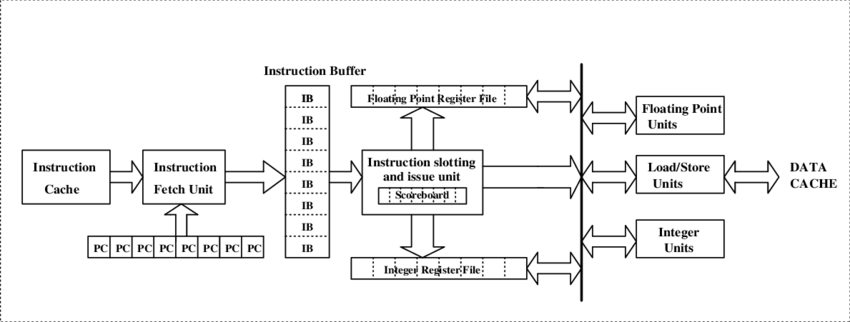 Instruction Buffer
IB
IB
IB
IB
IB
IB
IB
IB
Instruction
Cache
Instruction
Fetch Unit
PC PC PC PC PC PC PC PC
Floating Point Register File
Instruction slotting
and issue unit
Scoreboard
Integer Register File
Floating Point
Units
Load/Store
Units
Integer
Units
DATA
CACHE